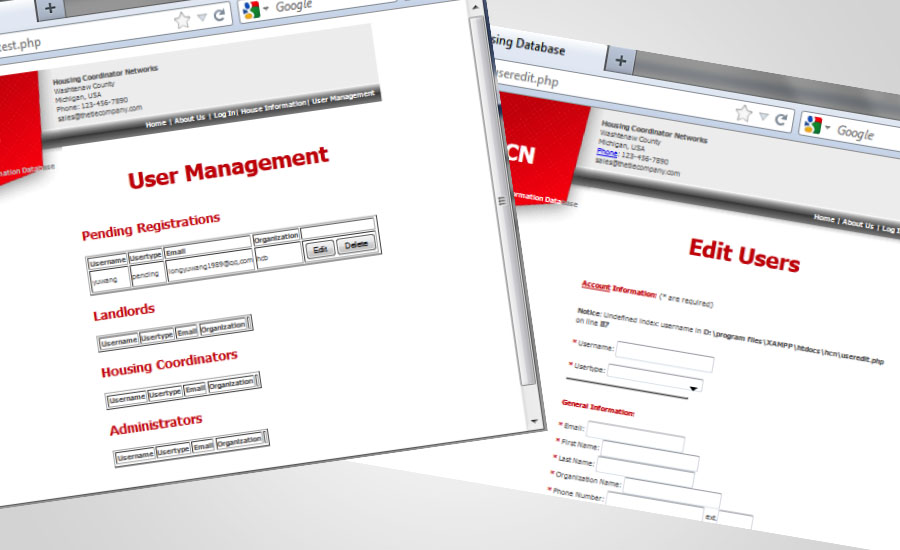 test.php
Google
Housing Coordinator Networks
Washtenaw County
Michigan, USA
Phone: 123-456-7890
sales@thetiecompany.com
Home | About Us | Log In| House Information| User Management
rmation Database
User Management
Pending Registrations
Username Usertype Email Organization
yuwang pending hcb Edit Delete
Landlords
Username Usertype Email Organization
Housing Coordinators
Username Usertype Email Organization
Administrators
Username Usertype Email Organization
sing Database
useredit.php
Google
CN
Housing Coordinator Networks
Washtenaw County
Michigan, USA
Phone: 123-456-7890
sales@thetiecompany.com
formation Database
Home | About Us | Log I
Edit Users
Account Information: (* are required)
Notice: Undefined index: username in D:\program files\XAMPP\htdocs\hcn\useredit.php
on line 87
* Username:
* Usertype:
General Information:
* Email:
* First Name:
* Last Name:
* Organisation Name:
* Phone Number: ext.